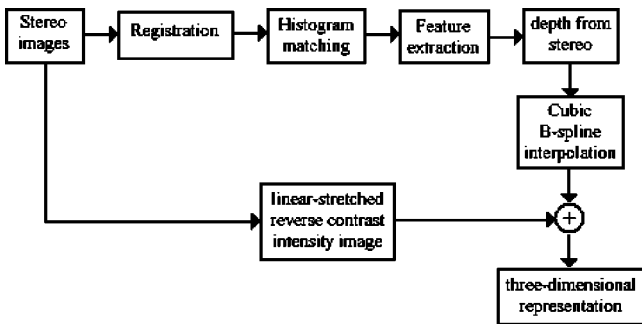 Stereo
images
Registration
Histogram
matching
Feature
extraction
depth from
stereo
Cubic
B-spline
interpolation
linear-stretched
reverse contrast
intensity image
+
three-dimensional
representation